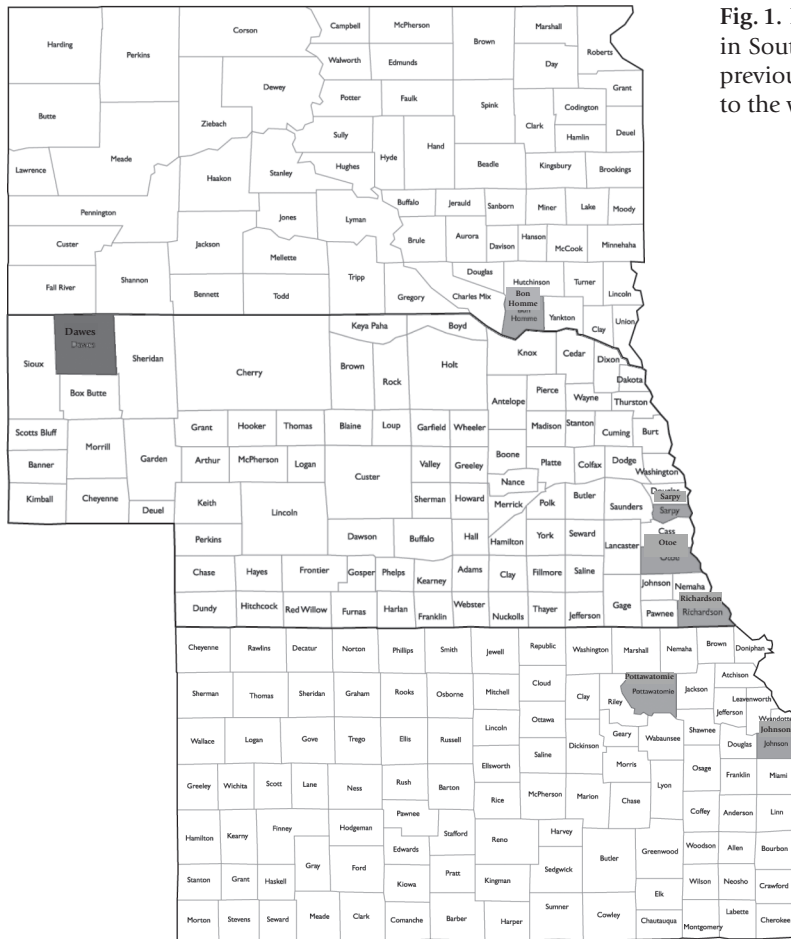 Fig. 1.
in Sout
previou
to the v
Harding
Perkins
Corson
Campbell
McPherson
Brown
Marshall
Roberts
Walworth
Edmunds
Day
Dewey
Grant
Butte
Ziebach
Potter
Faulk
Spink
Codington
Clark
Hamlin
Deuel
Meade
Sully
Hyde
Hand
Lawrence
Haakon
Stanley
Hughes
Beadle
Kingsbury
Brookings
Pennington
Jones
Lyman
Buffalo
Jerauld
Sanborn
Miner
Lake
Moody
Custer
Jackson
Brule
Aurora
Davison
Hanson
McCook
Minnehaha
Mellette
Fall River
Shannon
Bennett
Todd
Tripp
Gregory
Charles Mix
Douglas
Hutchinson
Turner
Lincoln
Bon
Homme
Bon
Homme
Yankton
Clay
Union
Dawes
Dawes
Sioux
Sheridan
Cherry
Keya Paha
Boyd
Knox
Cedar
Dixon
Dakota
Box Butte
Brown
Rock
Holt
Antelope
Pierce
Wayne
Thurston
Scotts Bluff
Morrill
Garden
Grant
Hooker
Thomas
Blaine
Loup
Garfield
Wheeler
Madison
Stanton
Cuming
Burt
Banner
Arthur
McPherson
Logan
Custer
Valley
Greeley
Boone
Nance
Platte
Colfax
Dodge
Washington
Kimball
Cheyenne
Deuel
Keith
Lincoln
Sherman
Howard
Merrick
Polk
Butler
Saunders
Douglas
Sarpy
Sarpy
Perkins
Dawson
Buffalo
Hall
Hamilton
York
Seward
Lancaster
Cass
Otoe
Otoe
Chase
Hayes
Frontier
Gosper
Phelps
Kearney
Adams
Clay
Fillmore
Saline
Johnson
Nemaha
Dundy
Hitchcock
Red Willow
Furnas
Harlan
Franklin
Webster
Nuckolls
Thayer
Jefferson
Gage
Pawnee
Richardson
Richardson
Cheyenne
Rawlins
Decatur
Norton
Phillips
Smith
Jewell
Republic
Washington
Marshall
Nemaha
Brown
Doniphan
Sherman
Thomas
Sheridan
Graham
Rooks
Osborne
Mitchell
Cloud
Clay
Riley
Pottawatomie
Pottawatomie
Jackson
Atchison
Jefferson
Leavenworth
Wyandotte
Wallace
Logan
Gove
Trego
Ellis
Russell
Lincoln
Ottawa
Dickinson
Geary
Wabaunsee
Shawnee
Douglas
Johnson
Johnson
Ellsworth
Saline
Morris
Osage
Franklin
Miami
Greeley
Wichita
Scott
Lane
Ness
Rush
Barton
Rice
McPherson
Marion
Chase
Lyon
Coffey
Anderson
Linn
Hamilton
Kearny
Finney
Hodgeman
Pawnee
Stafford
Edwards
Reno
Harvey
Butler
Greenwood
Woodson
Allen
Bourbon
Stanton
Grant
Haskell
Gray
Ford
Kiowa
Pratt
Kingman
Sedgwick
Elk
Wilson
Neosho
Crawford
Morton
Stevens
Seward
Meade
Clark
Comanche
Barber
Harper
Sumner
Cowley
Chautauqua
Montgomery
Labette
Cherokee